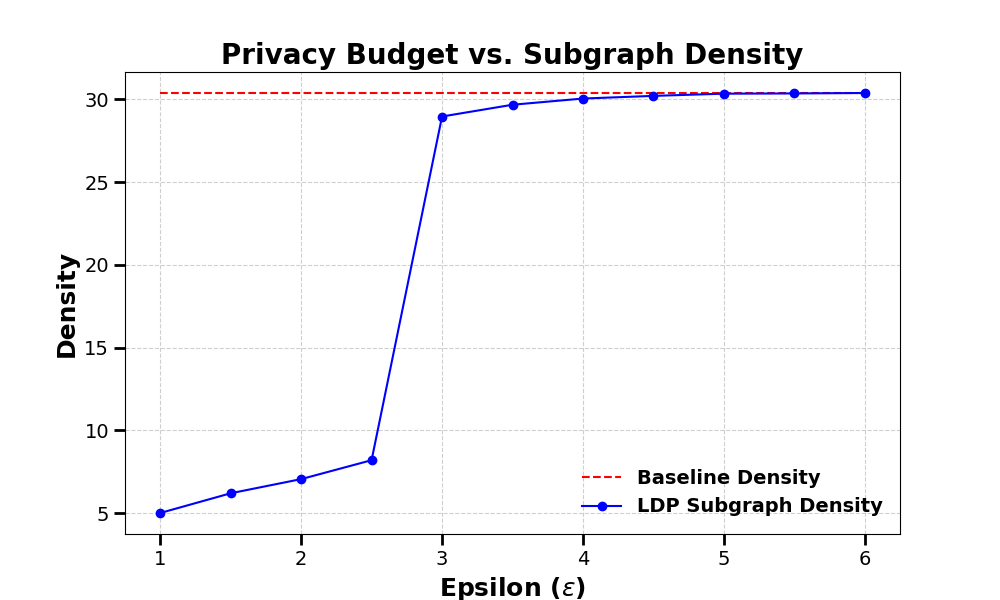 Privacy Budget vs. Subgraph Density
30
25
20
15
10
5
Density
Baseline Density
LDP Subgraph Density
1 2 3 4 5 6
Epsilon (ε)